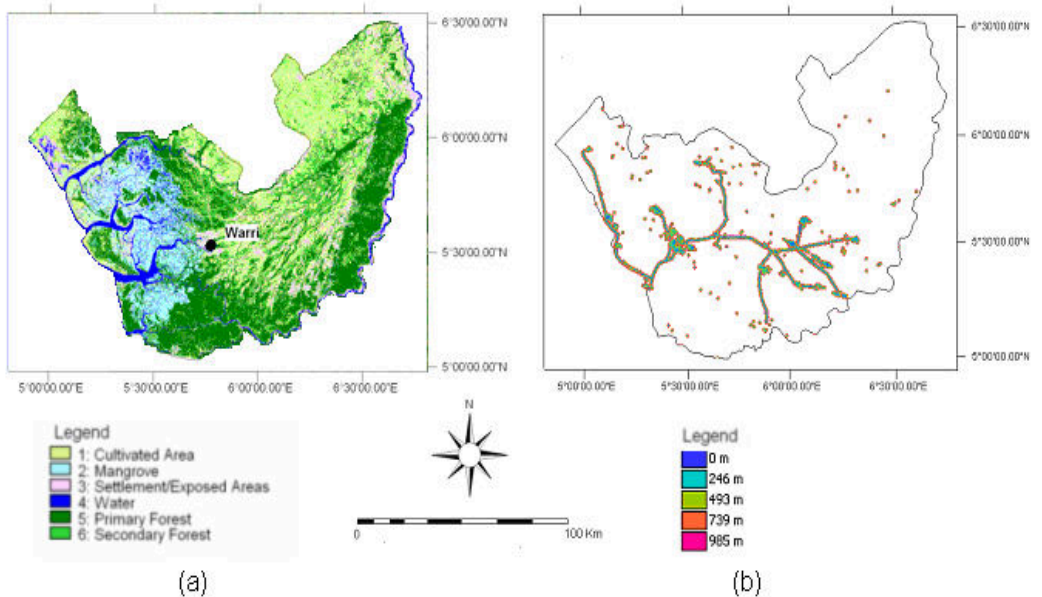 6°30'00.00"N
6°00'00.00"N
5°30'00.00"N
5°00'00.00"N
Warri
5°00'00.00"E 5°30'00.00"E 6°00'00.00"E 6°30'00.00"E
6°30'00.00"N
6°00'00.00"N
5°30'00.00"N
5°00'00.00"N
5°00'00.00"E 5°30'00.00"E 6°00'00.00"E 6°30'00.00"E
Legend
1: Cultivated Area
2: Mangrove
3: Settlement/Exposed Areas
4: Water
5: Primary Forest
6: Secondary Forest
N
0 100 Km
Legend
0 m
246 m
493 m
739 m
985 m
(a) (b)